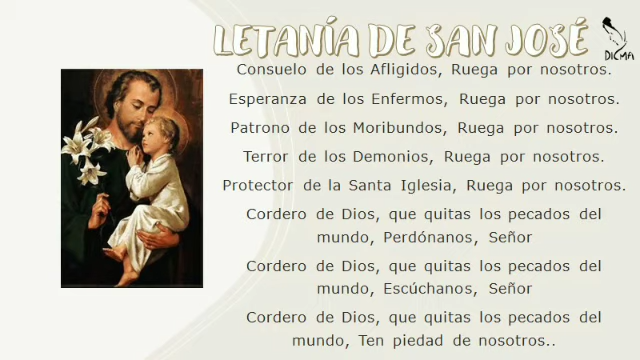 LETANÍA DE SAN JOSÉ
DICMA
Consuelo de los Afligidos, Ruega por nosotros.
Esperanza de los Enfermos, Ruega por nosotros.
Patrono de los Moribundos, Ruega por nosotros.
Terror de los Demonios, Ruega por nosotros.
Protector de la Santa Iglesia, Ruega por nosotros.
Cordero de Dios, que quitas los pecados del
mundo, Perdónanos, Señor
Cordero de Dios, que quitas los pecados del
mundo, Escúchanos, Señor
Cordero de Dios, que quitas los pecados del
mundo, Ten piedad de nosotros..